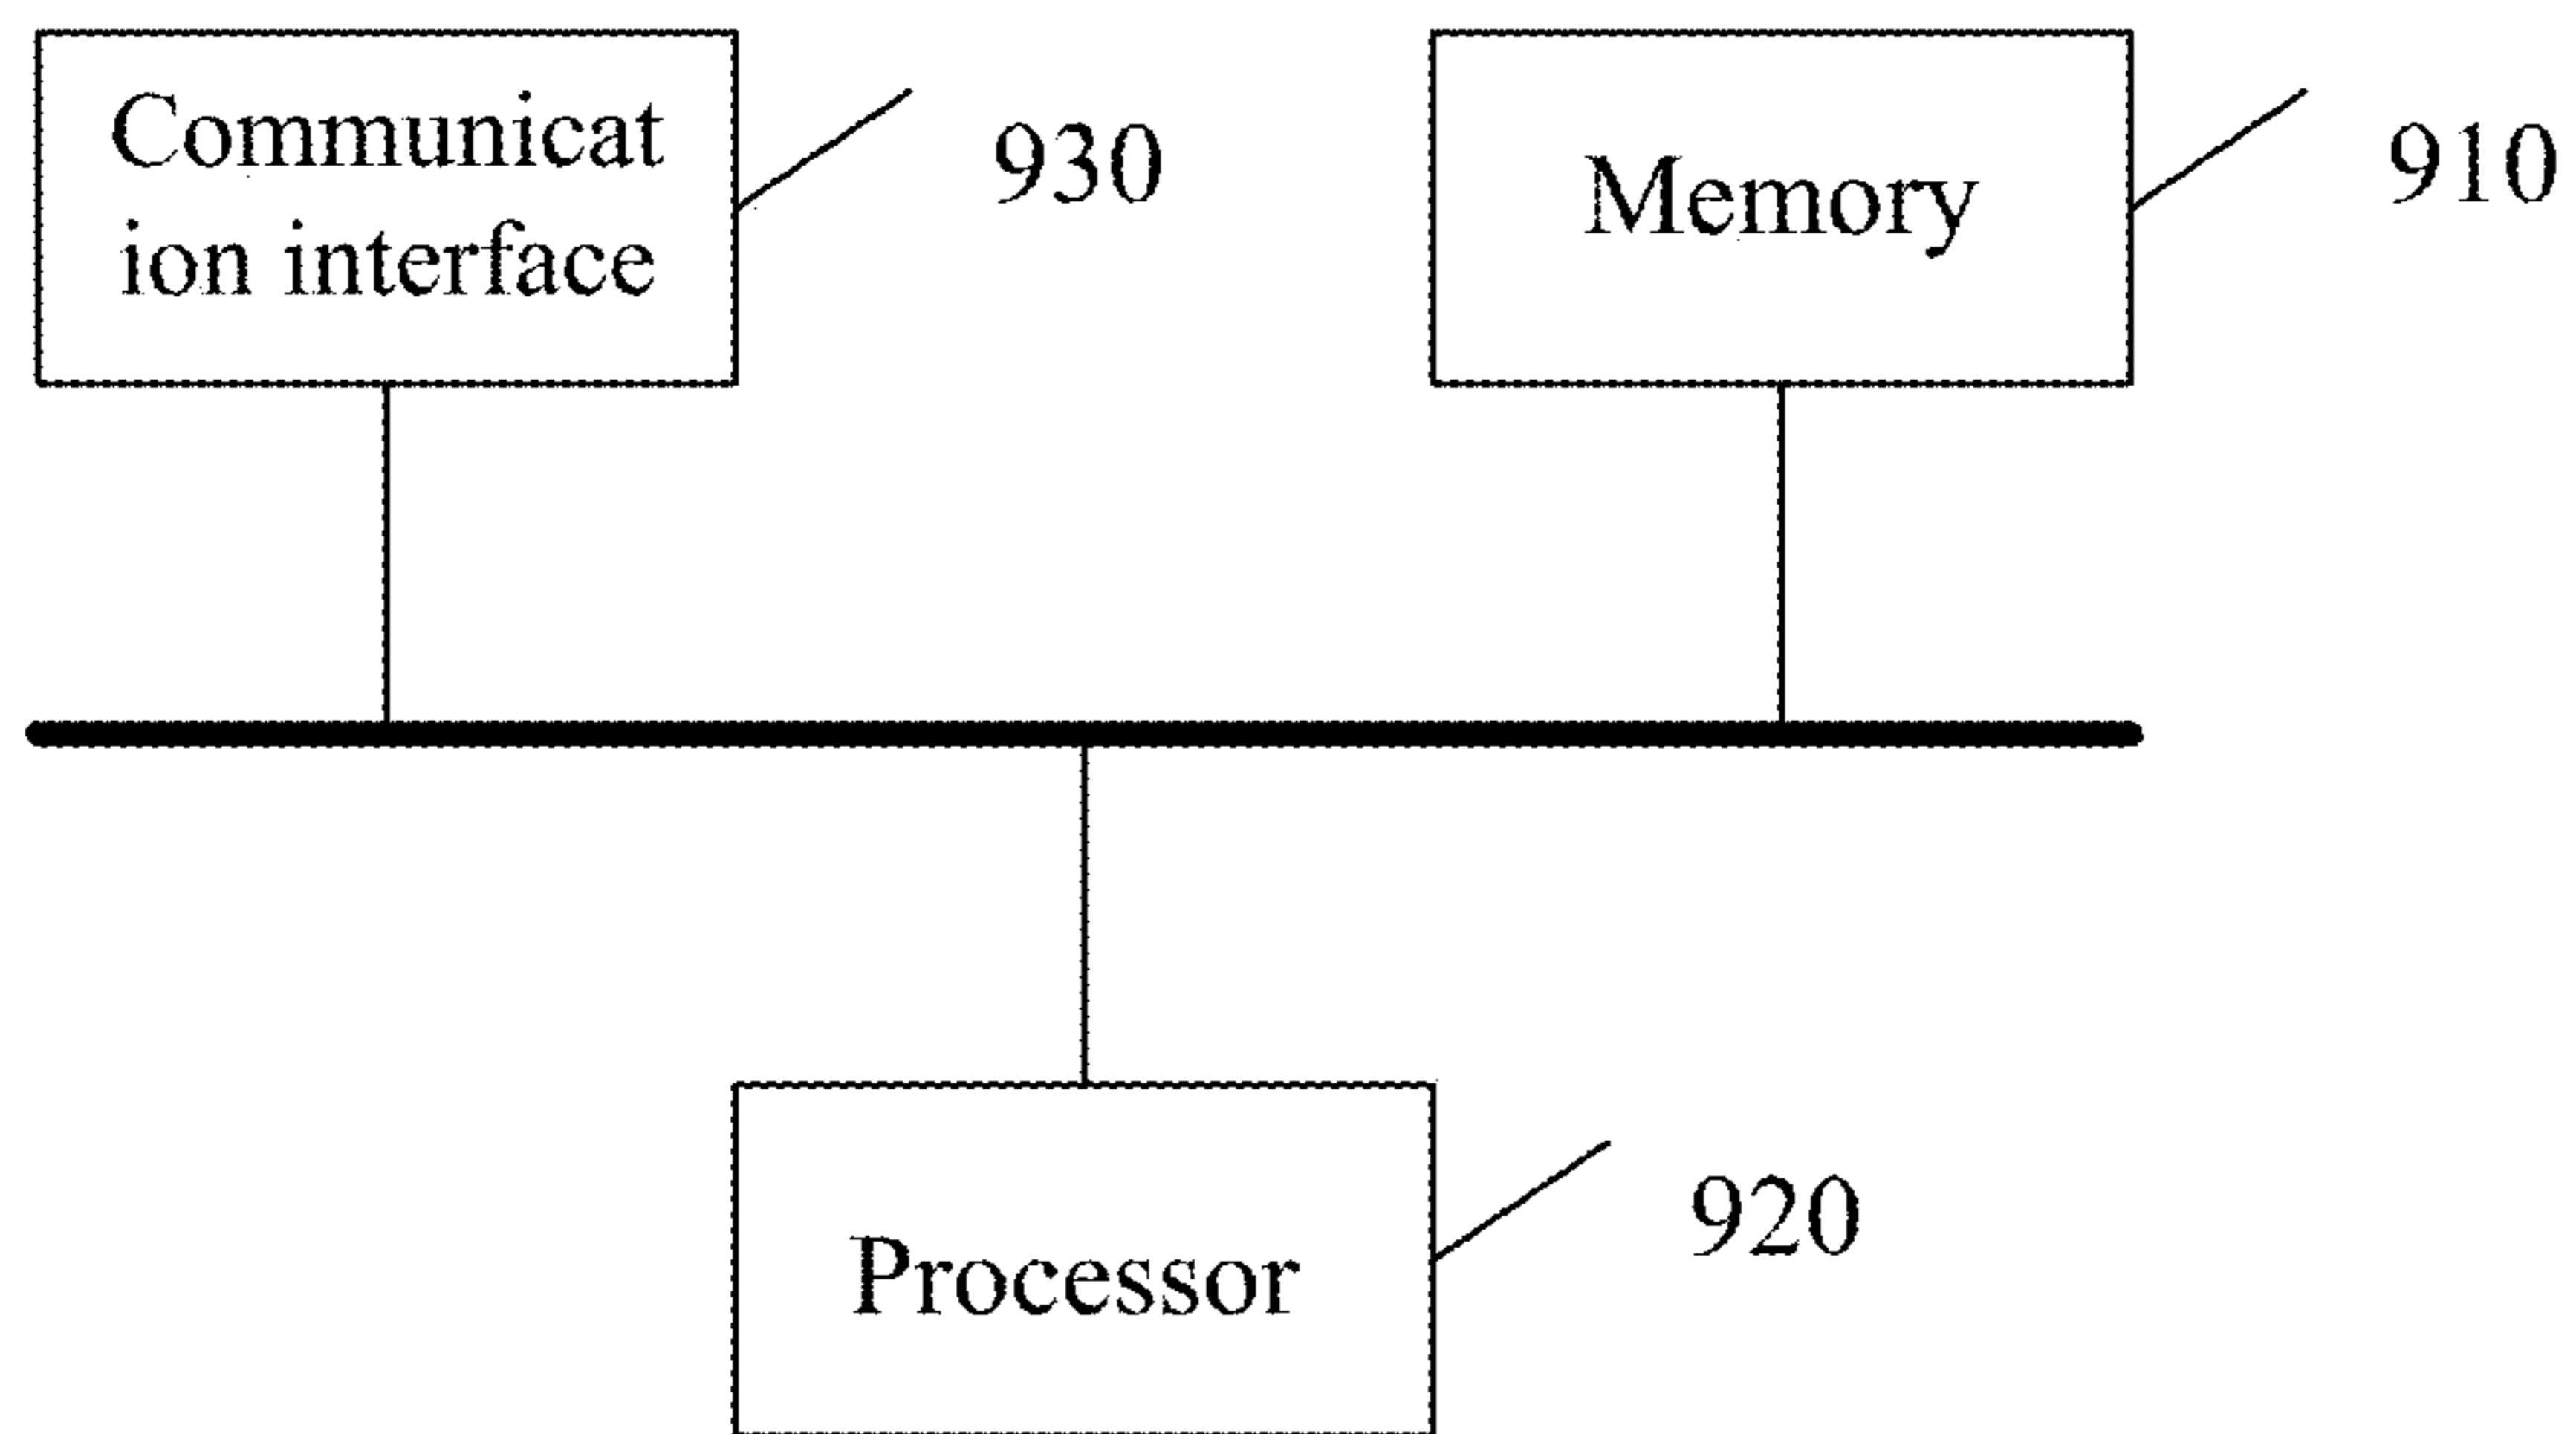 Communicat
ion interface
930
Memory
910
Processor
920